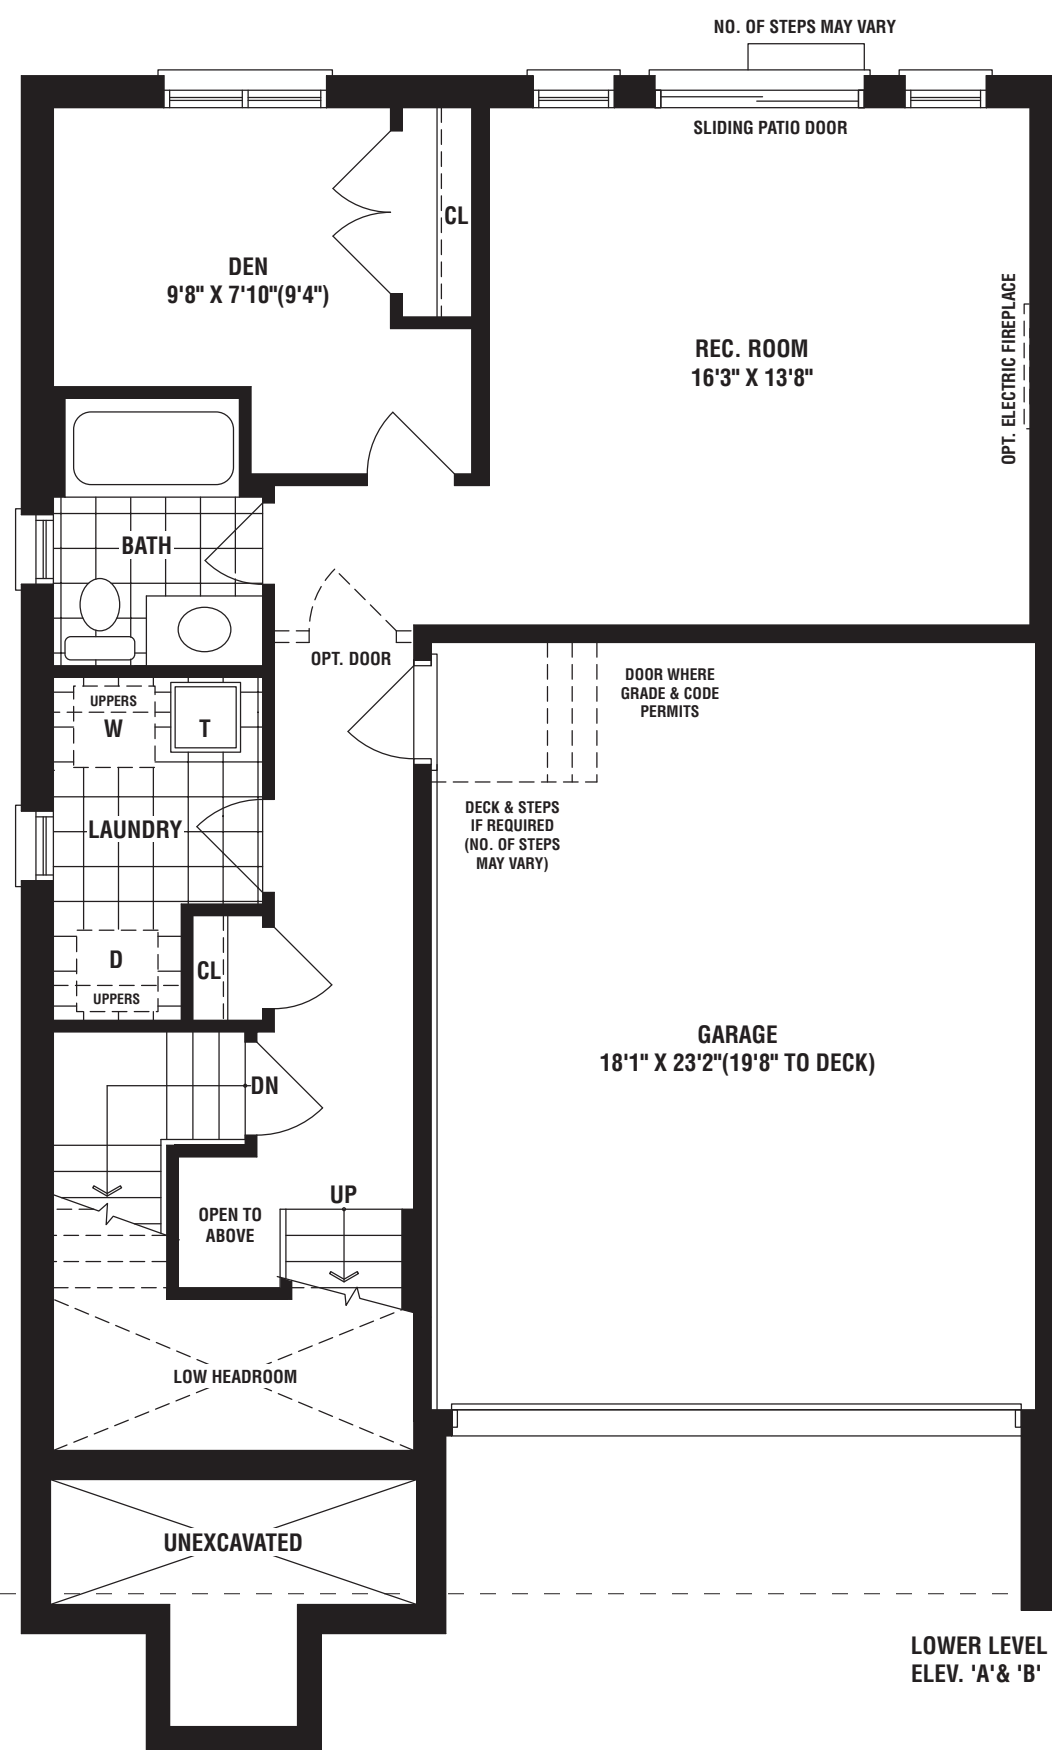 NO. OF STEPS MAY VARY
SLIDING PATIO DOOR
CL
DEN
9'8" X 7'10"(9'4")
REC. ROOM
16'3" X 13'8"
OPT. ELECTRIC FIREPLACE
BATH
OPT. DOOR
DOOR WHERE
GRADE & CODE
PERMITS
UPPERS
W
T
DECK & STEPS
IF REQUIRED
(NO. OF STEPS
MAY VARY)
LAUNDRY
D
UPPERS
CL
GARAGE
18'1" X 23'2"(19'8" TO DECK)
DN
UP
OPEN TO
ABOVE
LOW HEADROOM
UNEXCAVATED
LOWER LEVEL
ELEV. 'A'& 'B'